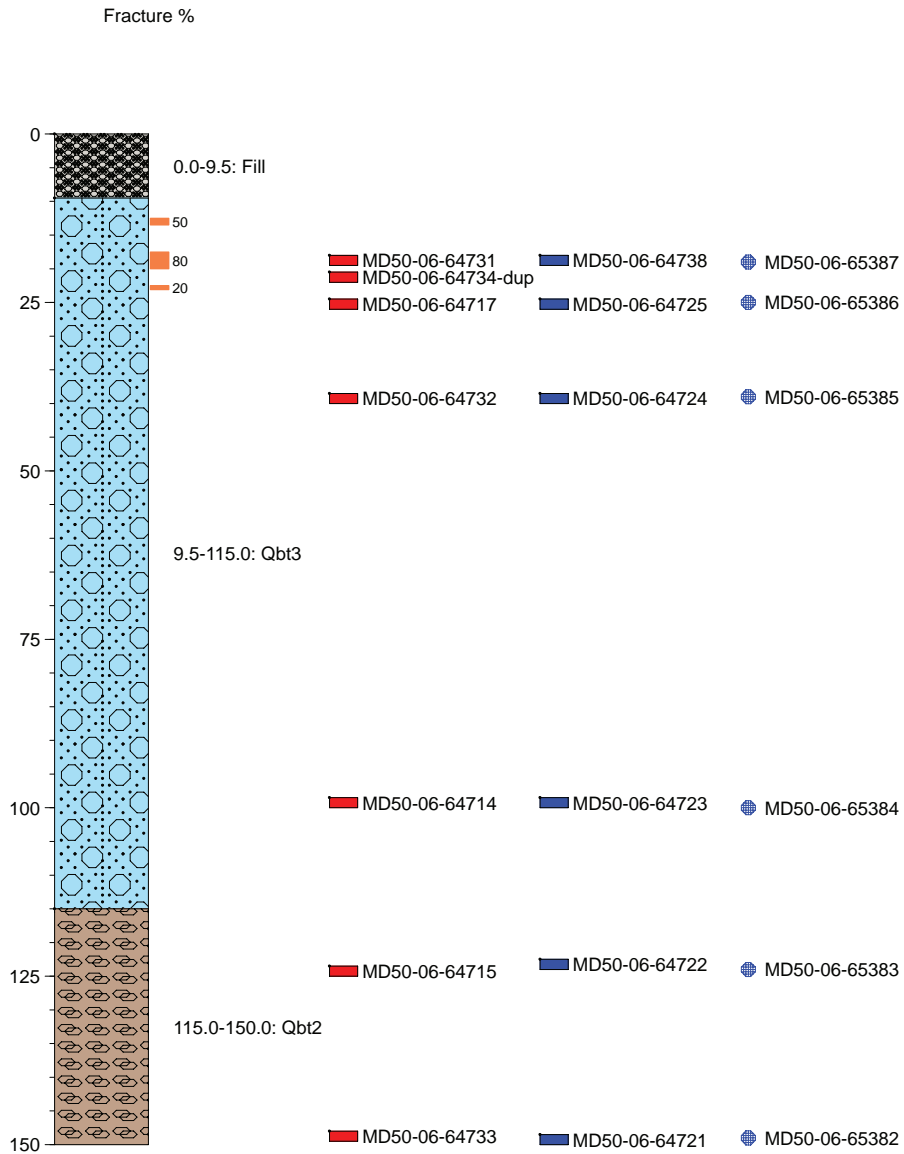 Fracture %
0
0.0-9.5: Fill
50
80
MD50-06-64731 MD50-06-64738 MD50-06-65387
MD50-06-64734-dup
20
25
MD50-06-64717 MD50-06-64725 MD50-06-65386
MD50-06-64732 MD50-06-64724 MD50-06-65385
50
9.5-115.0: Qbt3
75
100
MD50-06-64714 MD50-06-64723 MD50-06-65384
125
MD50-06-64715 MD50-06-64722 MD50-06-65383
115.0-150.0: Qbt2
150
MD50-06-64733 MD50-06-64721 MD50-06-65382